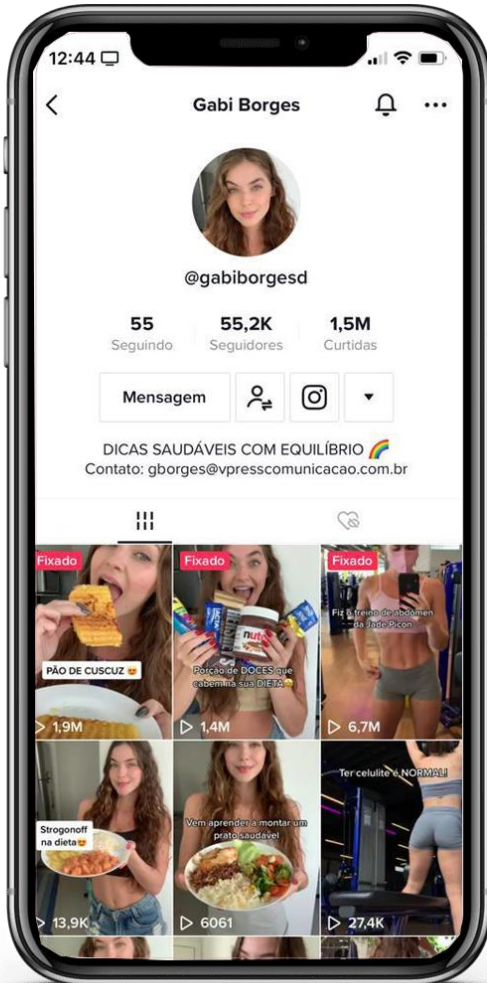 12:44
Gabi Borges
@gabiborgesd
55 55,2K 1,5M
Seguindo Seguidores Curtidas
Mensagem
DICAS SAUDÁVEIS COM EQUILÍBRIO 🌈
Contato: gborges@vpresscomunicacao.com.br
Fixado
nut
PÃO DE CUSCUZ 😍
1,9M
Fixado
Porção de DOCES que
cabem na sua DIETA
1,4M
Fixado
Fiz o treino de abdômen
da Jade Picon
6,7M
Strogonoff
na dieta😍
13,9K
Vem aprender a montar um
prato saudável
6061
Ter celulite é NORMAL!
27,4K